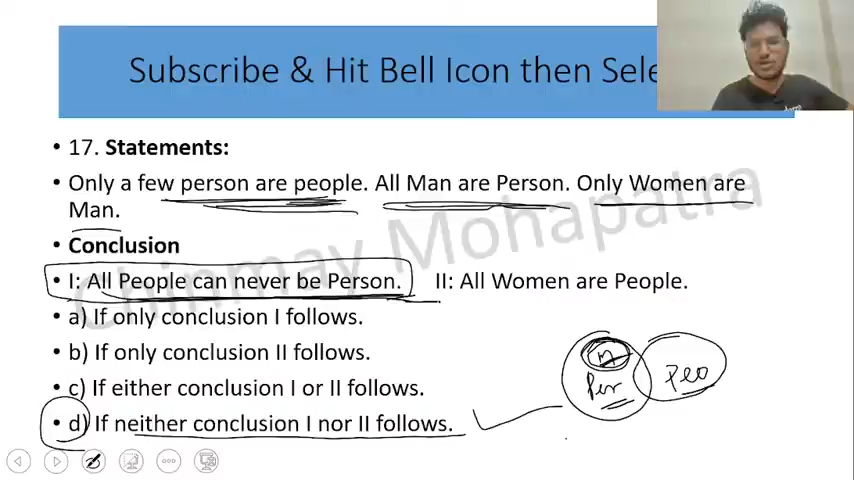 Subscribe & Hit Bell Icon then Sele
• 17. Statements:
• Only a few person are people. All Man are Person. Only Women are
Man.
• Conclusion
• I: All People can never be Person. II: All Women are People.
• a) If only conclusion I follows.
• b) If only conclusion II follows.
• c) If either conclusion I or II follows.
• d) If neither conclusion I nor II follows.
Chinmay Mohapatra
M
Per
Peo